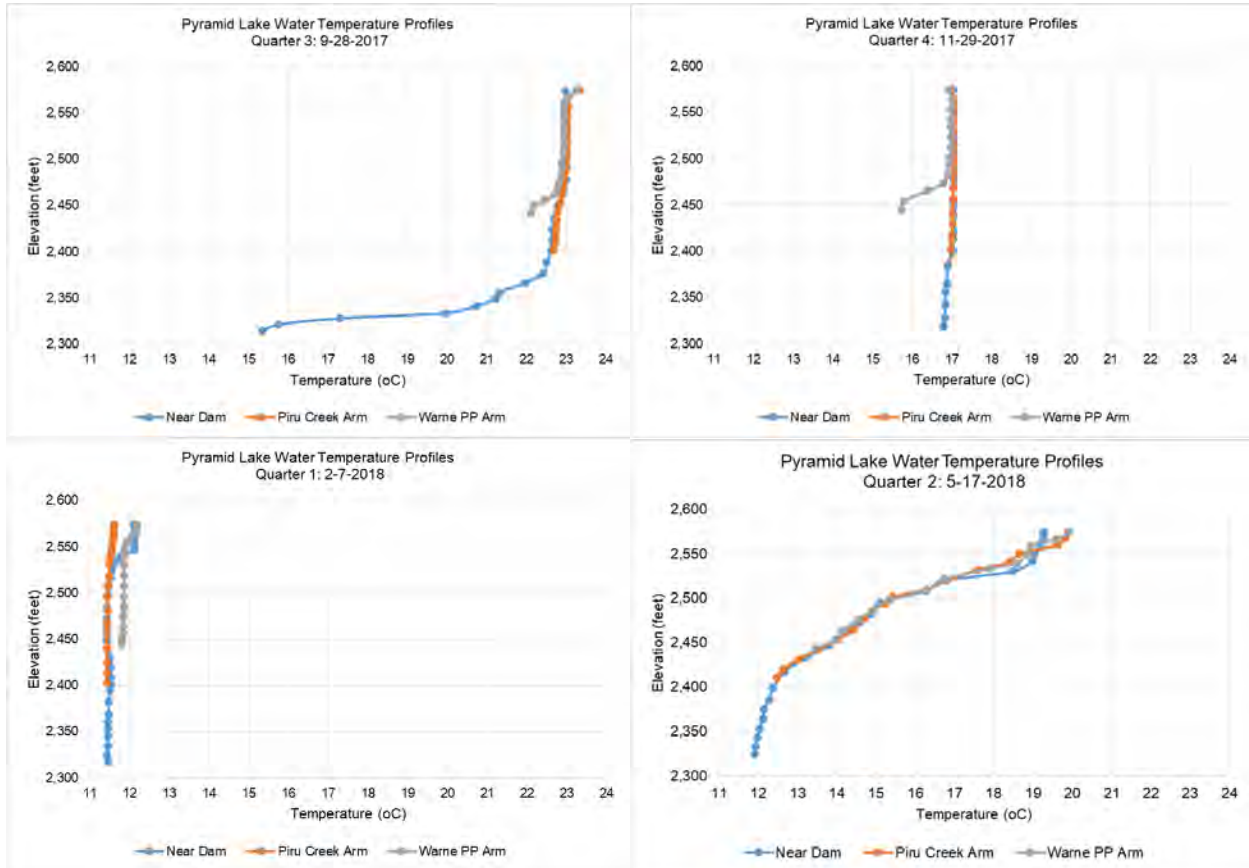 Pyramid Lake Water Temperature Profiles
Quarter 3: 9-28-2017
2,600
2,550
2,500
2,450
2,400
2,350
2,300
Elevation (feet)
11 12 13 14 15 16 17 18 19 20 21 22 23 24
Temperature (oC)
Near Dam Piru Creek Arm Warne PP Arm
Pyramid Lake Water Temperature Profiles
Quarter 4: 11-29-2017
2,600
2,550
2,500
2,450
2,400
2,350
2,300
Elevation (feet)
11 12 13 14 15 16 17 18 19 20 21 22 23 24
Temperature (oC)
Near Dam Piru Creek Arm Warne PP Arm
Pyramid Lake Water Temperature Profiles
Quarter 1: 2-7-2018
2,600
2,550
2,500
2,450
2,400
2,350
2,300
Elevation (feet)
11 12 13 14 15 16 17 18 19 20 21 22 23 24
Temperature (oC)
Near Dam Piru Creek Arm Warne PP Arm
Pyramid Lake Water Temperature Profiles
Quarter 2: 5-17-2018
2,600
2,550
2,500
2,450
2,400
2,350
2,300
Elevation (feet)
11 12 13 14 15 16 17 18 19 20 21 22 23 24
Temperature (oC)
Near Dam Piru Creek Arm Warne PP Arm